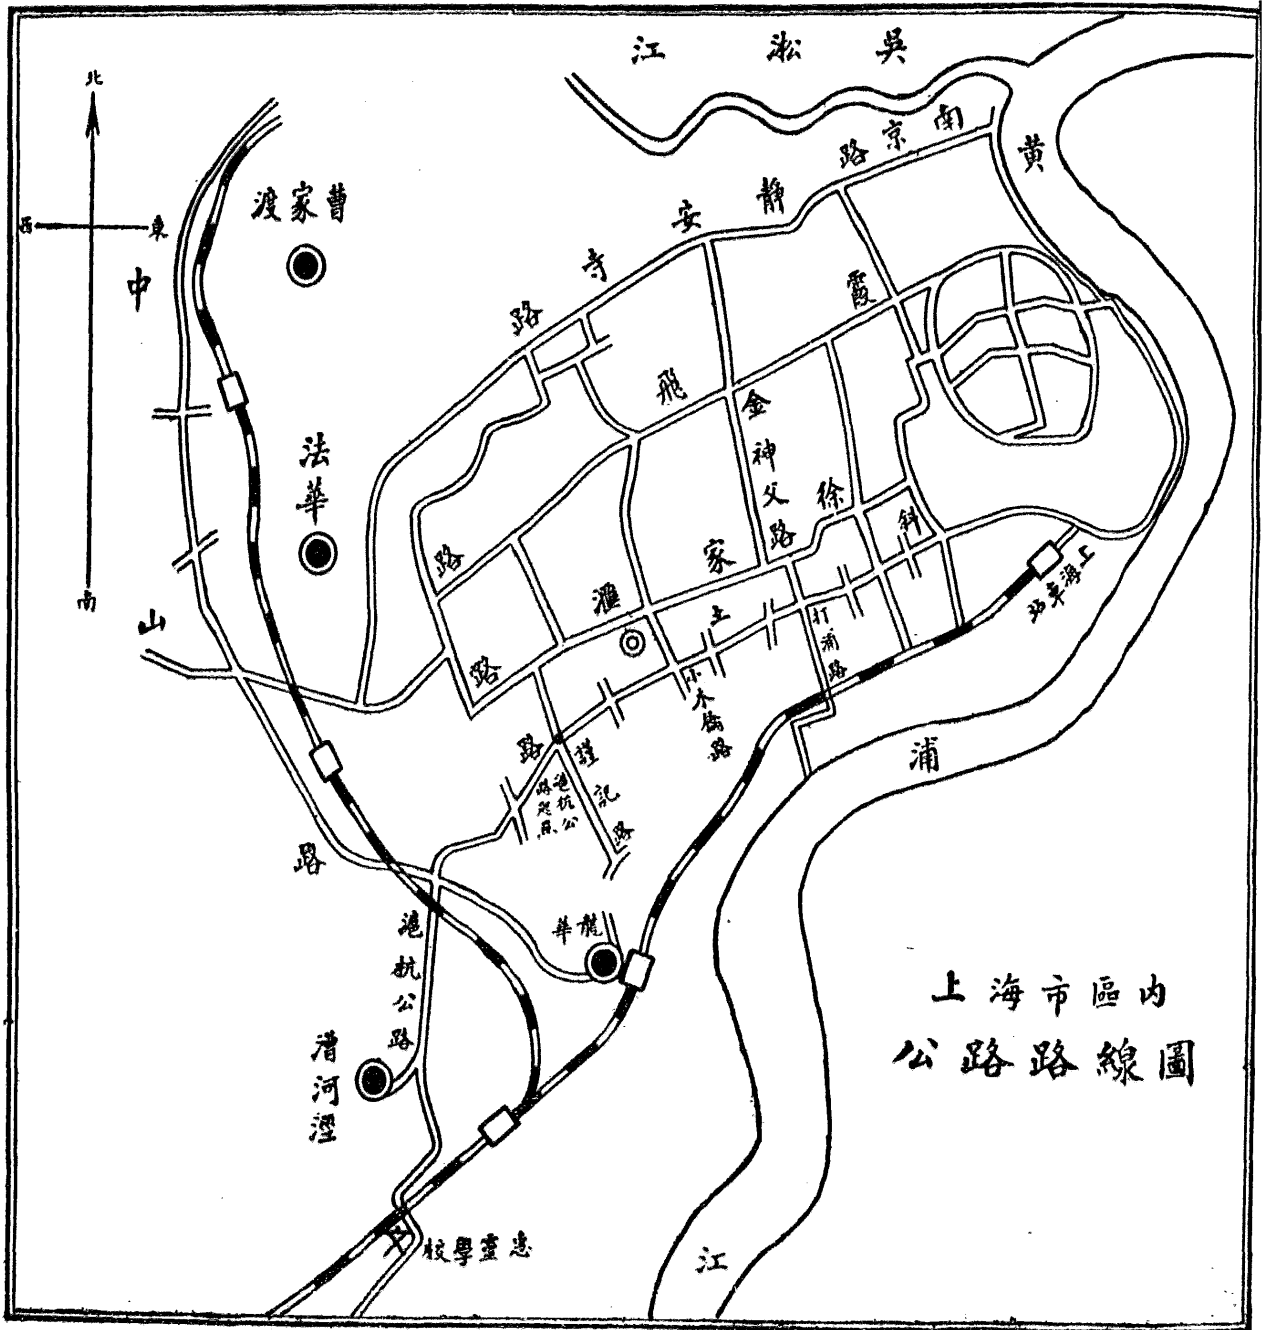 吳淞江
北
西
東
南
曹家渡
南京路
靜安寺路
黃浦江
霞飛路
中山路
法華
金神父路
徐家滙路
斜土路
上海車站
打浦路
小木橋路
謹記路
滬杭公
路起點
龍華
滬杭公路
漕河涇
上海市區內
公路路線圖
惠靈學校